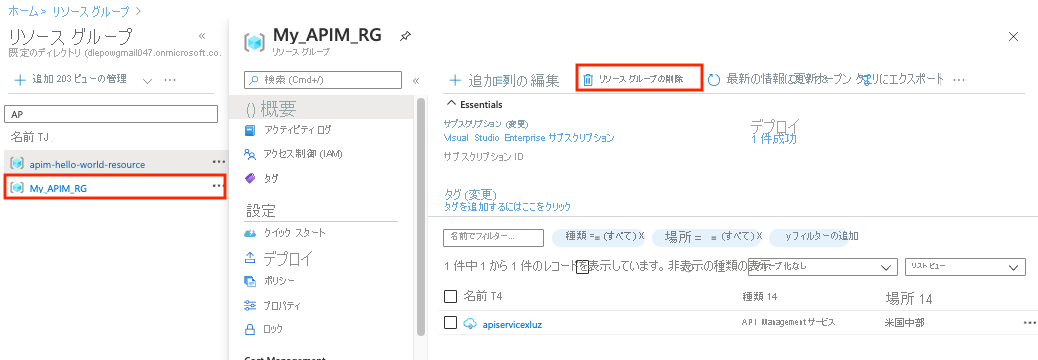 ホーム> リソース グループ >
リソース グループ
既定のディレクトリ (dlepowgmail047.onmicrosoft.co.
«
追加 203 ビューの管理
AP
名前 TJ
apim-hello-world-resource
My_APIM_RG
My_APIM_RG
リソース グループ
検索 (Cmd+/)
«
() 概要
アクティビティ ログ
アクセス制御 (IAM)
タグ
設定
クイック スタート
デプロイ
ポリシー
プロパティ
ロック
Cost Management
追加 列の編集
リソース グループの削除
最新の情報に更新
オープン クエリ
にエクスポート
Essentials
サブスクリプション (変更)
Visual Studio Enterprise サブスクリプション
サブスクリプション ID
デプロイ
1 件成功
タグ (変更)
タグを追加するにはここをクリック
名前でフィルター...
種類 == (すべて) X
場所 = = (すべて) X
y フィルターの追加
1 件中 1 から 1 件のレコードを表示しています。非表示の種類の表示
グループ化なし
リスト ビュー
名前 T4
種類 14
場所 14
apiservicexluz
API Managementサービス
米国中部